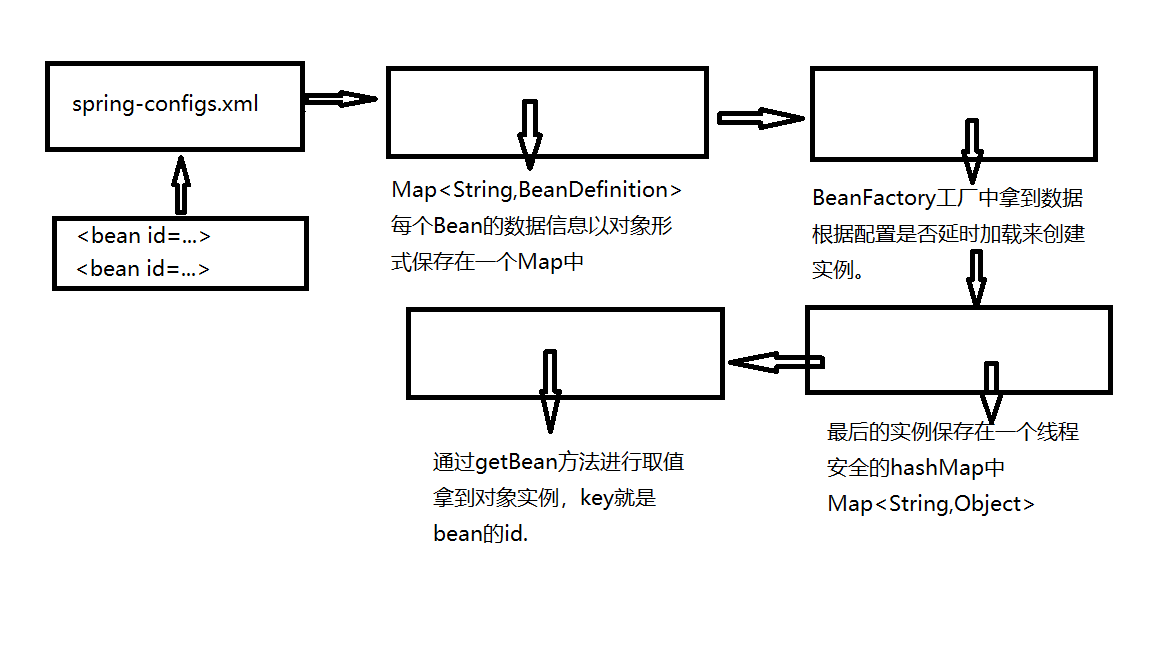 spring-configs.xml
<bean id=...>
<bean id=...>
Map<String,BeanDefinition>
每个Bean的数据信息以对象形
式保存在一个Map中
BeanFactory工厂中拿到数据
根据配置是否延时加载来创建
实例。
最后的实例保存在一个线程
安全的hashMap中
Map<String,Object>
通过getBean方法进行取值
拿到对象实例，key就是
bean的id.